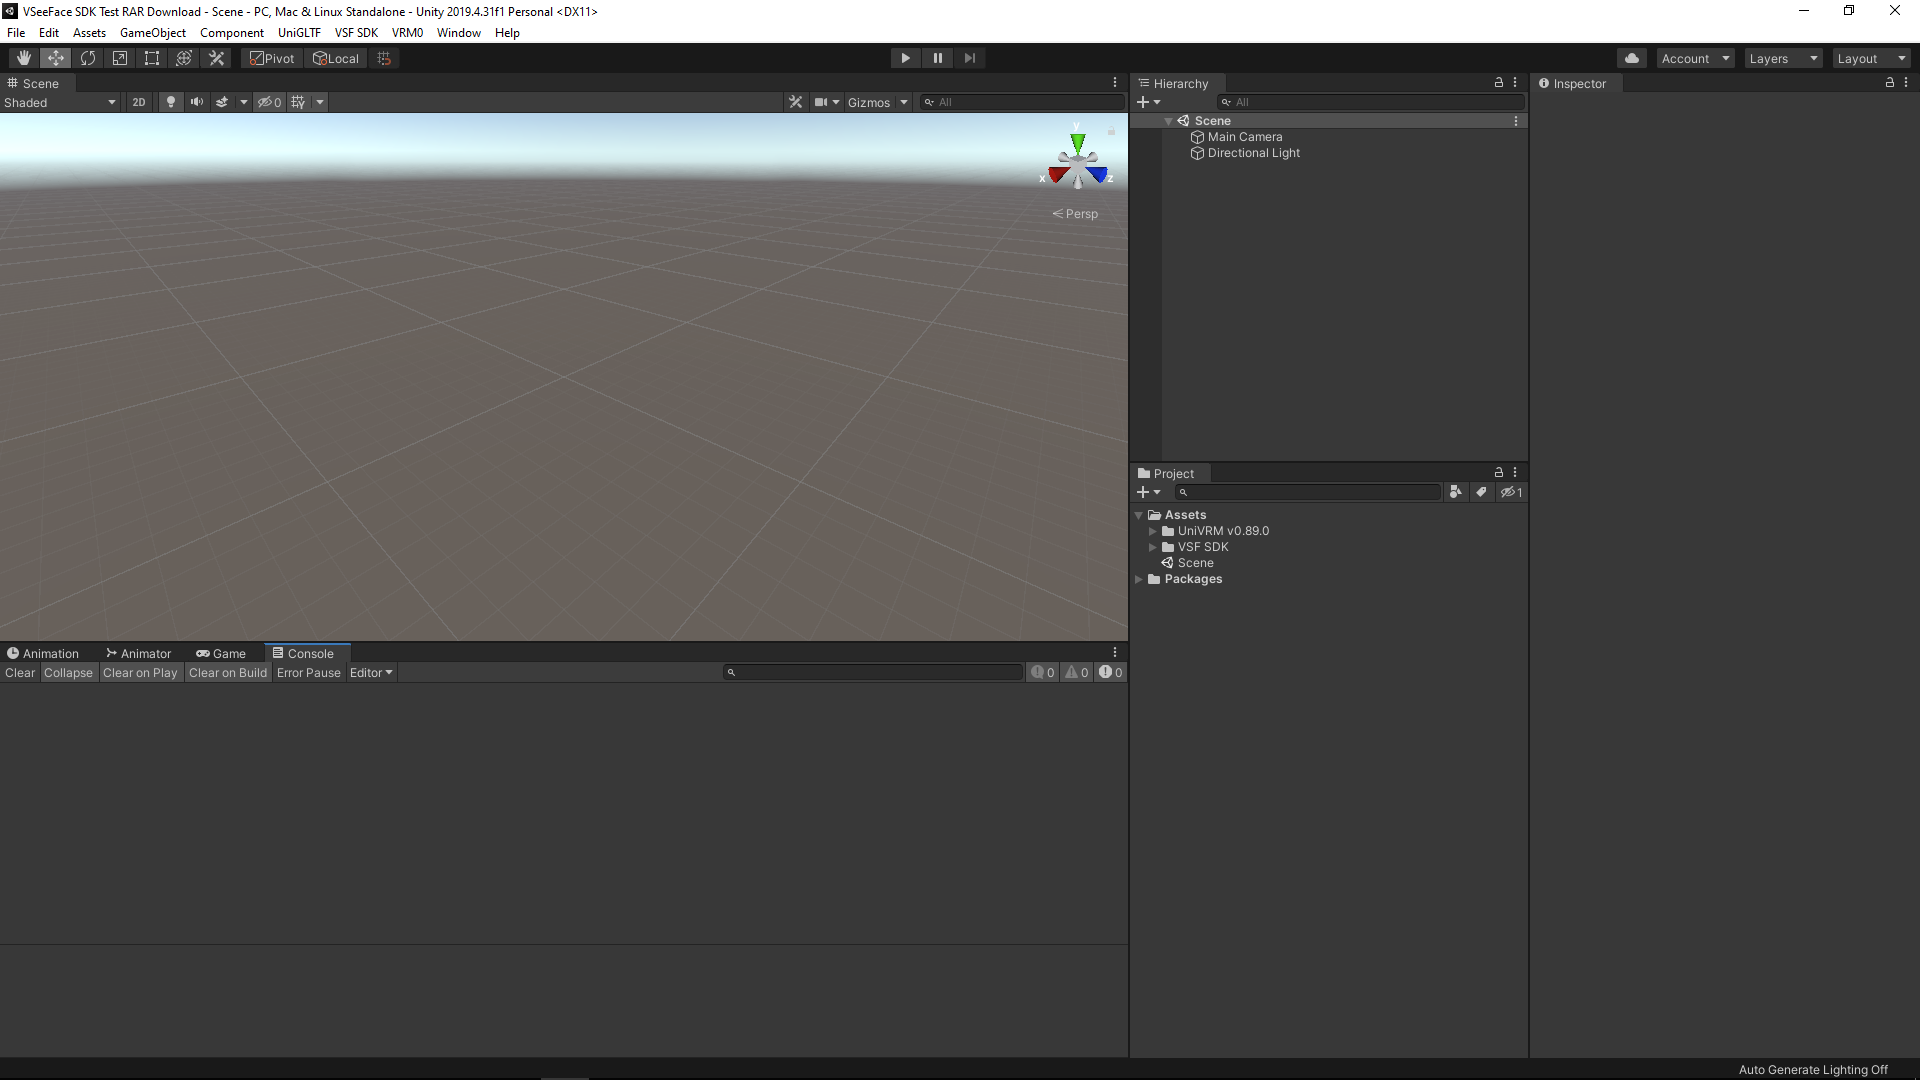 VSeeFace SDK Test RAR Download - Scene - PC, Mac & Linux Standalone - Unity 2019.4.31f1 Personal <DX11>
File Edit Assets GameObject Component UniGLTF VSF SDK VRM0 Window Help
Pivot Local Account Layers Layout
Scene
Shaded 2D 0 Gizmos All
y
x z
Persp
Hierarchy
All
Scene
Main Camera
Directional Light
Inspector
Project
1
Assets
UniVRM v0.89.0
VSF SDK
Scene
Packages
Animation Animator Game Console
Clear Collapse Clear on Play Clear on Build Error Pause Editor 0 0 0
Auto Generate Lighting Off